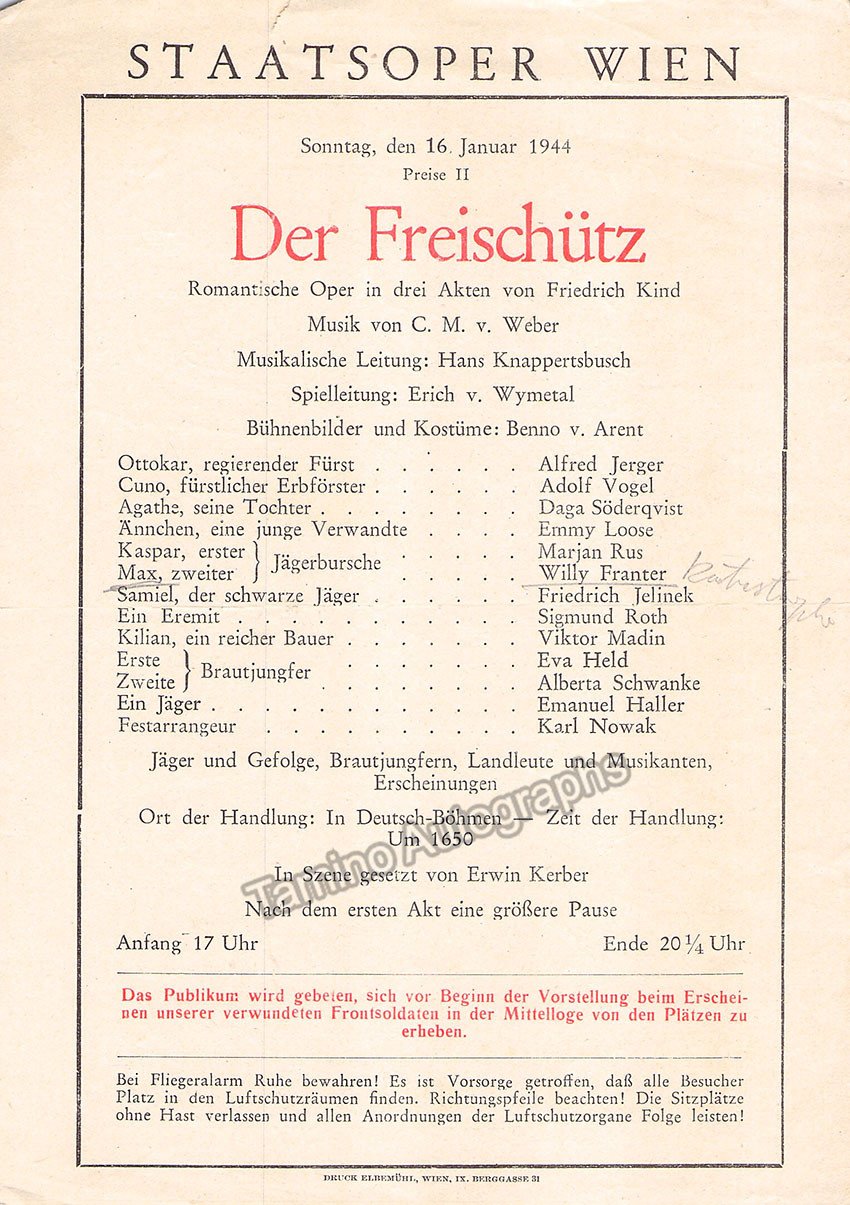 STAATSOPER WIEN
Sonntag, den 16. Januar 1944
Preise II
Der Freischütz
Romantische Oper in drei Akten von Friedrich Kind
Musik von C. M. v. Weber
Musikalische Leitung: Hans Knappertsbusch
Spielleitung: Erich v. Wymetal
Bühnenbilder und Kostüme: Benno v. Arent
Ottokar, regierender Fürst . . . . . . Alfred Jerger
Cuno, fürstlicher Erbförster . . . . . . Adolf Vogel
Agathe, seine Tochter . . . . . . . . Daga Söderqvist
Ännchen, eine junge Verwandte . . . . Emmy Loose
Kaspar, erster } Jägerbursche . . . . . Marjan Rus
Max, zweiter } Jägerbursche . . . . . Willy Franter Katastrophe
Samiel, der schwarze Jäger . . . . . . Friedrich Jelinek
Ein Eremit . . . . . . . . . . . Sigmund Roth
Kilian, ein reicher Bauer . . . . . . . Viktor Madin
Erste } Brautjungfer . . . . . . . Eva Held
Zweite } Brautjungfer . . . . . . . Alberta Schwanke
Ein Jäger . . . . . . . . . . . . Emanuel Haller
Festarrangeur . . . . . . . . . . Karl Nowak
Jäger und Gefolge, Brautjungfern, Landleute und Musikanten,
Erscheinungen
Ort der Handlung: In Deutsch-Böhmen — Zeit der Handlung:
Um 1650
In Szene gesetzt von Erwin Kerber
Nach dem ersten Akt eine größere Pause
Anfang 17 Uhr Ende 20¼ Uhr
Das Publikum wird gebeten, sich vor Beginn der Vorstellung beim Erschei-
nen unserer verwundeten Frontsoldaten in der Mittelloge von den Plätzen zu
erheben.
Bei Fliegeralarm Ruhe bewahren! Es ist Vorsorge getroffen, daß alle Besucher
Platz in den Luftschutzräumen finden. Richtungspfeile beachten! Die Sitzplätze
ohne Hast verlassen und allen Anordnungen der Luftschutzorgane Folge leisten!
DRUCK ELBEMÜHL, WIEN, IX. BERGGASSE 31
Tamino Autographs